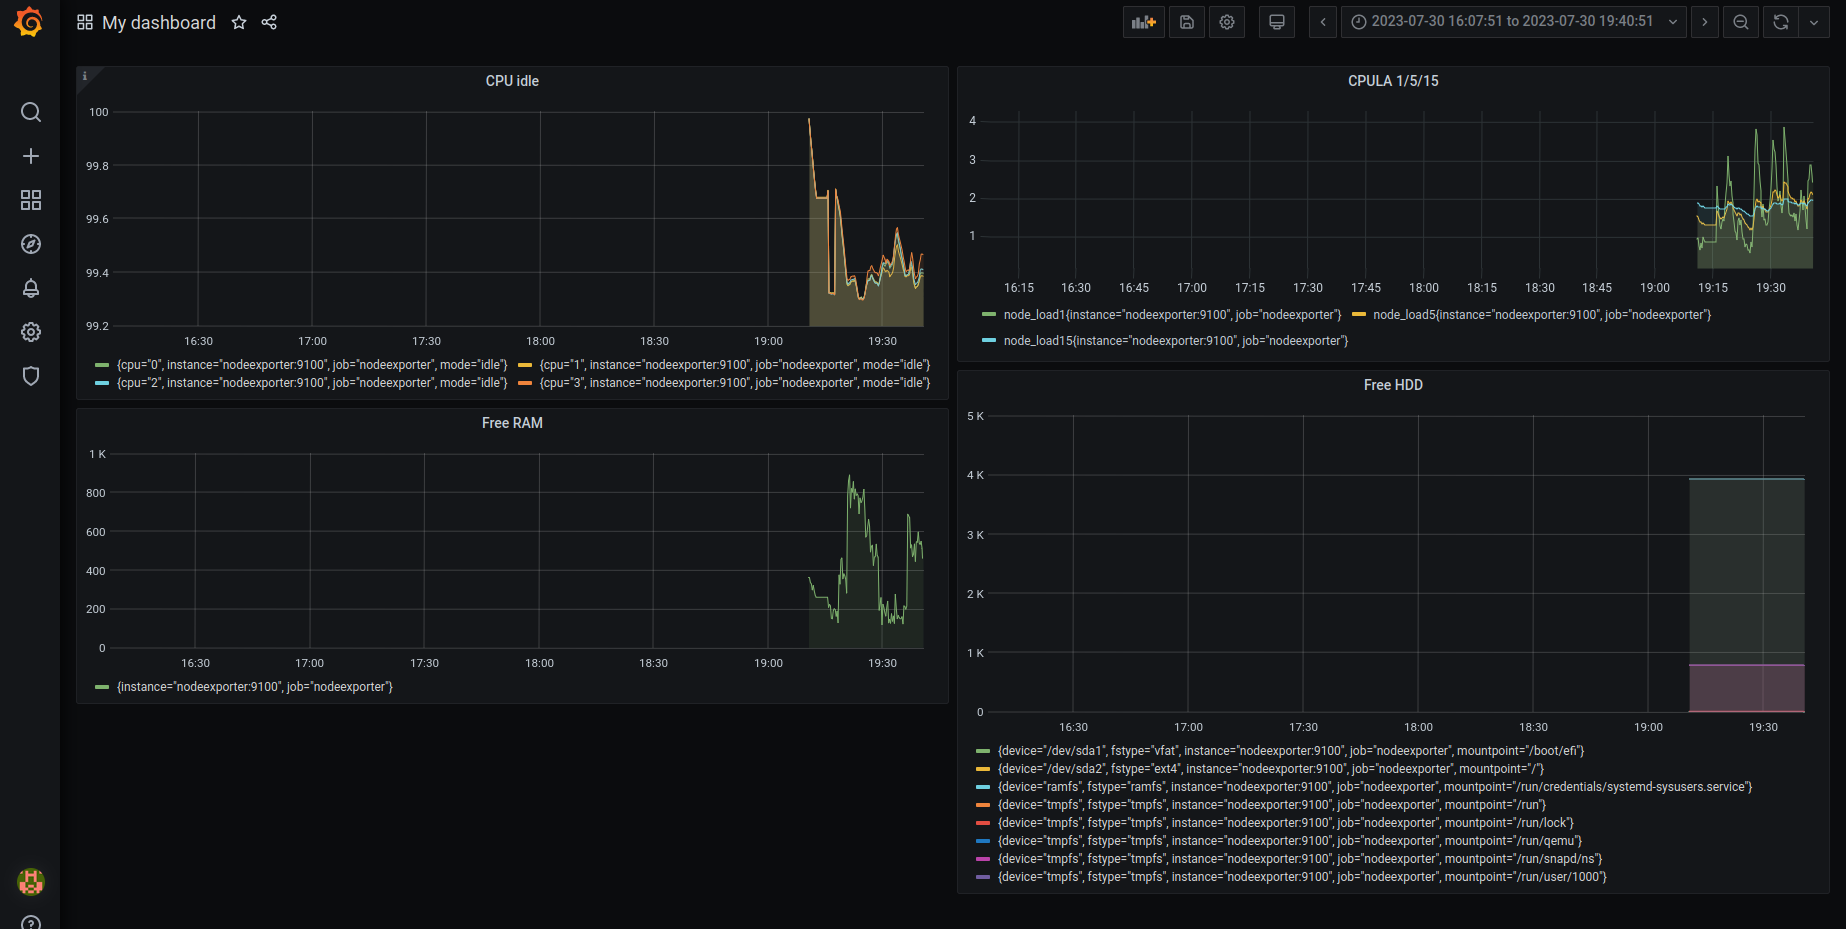 My dashboard
2023-07-30 16:07:51 to 2023-07-30 19:40:51
i
CPU idle
100
99.8
99.6
99.4
99.2
16:30 17:00 17:30 18:00 18:30 19:00 19:30
{cpu="0", instance="nodeexporter:9100", job="nodeexporter", mode="idle"} {cpu="1", instance="nodeexporter:9100", job="nodeexporter", mode="idle"}
{cpu="2", instance="nodeexporter:9100", job="nodeexporter", mode="idle"} {cpu="3", instance="nodeexporter:9100", job="nodeexporter", mode="idle"}
CPULA 1/5/15
4
3
2
1
16:15 16:30 16:45 17:00 17:15 17:30 17:45 18:00 18:15 18:30 18:45 19:00 19:15 19:30
node_load1{instance="nodeexporter:9100", job="nodeexporter"} node_load5{instance="nodeexporter:9100", job="nodeexporter"}
node_load15{instance="nodeexporter:9100", job="nodeexporter"}
Free RAM
1 K
800
600
400
200
0
16:30 17:00 17:30 18:00 18:30 19:00 19:30
{instance="nodeexporter:9100", job="nodeexporter"}
Free HDD
5 K
4 K
3 K
2 K
1 K
0
16:30 17:00 17:30 18:00 18:30 19:00 19:30
{device="/dev/sda1", fstype="vfat", instance="nodeexporter:9100", job="nodeexporter", mountpoint="/boot/efi"}
{device="/dev/sda2", fstype="ext4", instance="nodeexporter:9100", job="nodeexporter", mountpoint="/"}
{device="ramfs", fstype="ramfs", instance="nodeexporter:9100", job="nodeexporter", mountpoint="/run/credentials/systemd-sysusers.service"}
{device="tmpfs", fstype="tmpfs", instance="nodeexporter:9100", job="nodeexporter", mountpoint="/run"}
{device="tmpfs", fstype="tmpfs", instance="nodeexporter:9100", job="nodeexporter", mountpoint="/run/lock"}
{device="tmpfs", fstype="tmpfs", instance="nodeexporter:9100", job="nodeexporter", mountpoint="/run/qemu"}
{device="tmpfs", fstype="tmpfs", instance="nodeexporter:9100", job="nodeexporter", mountpoint="/run/snapd/ns"}
{device="tmpfs", fstype="tmpfs", instance="nodeexporter:9100", job="nodeexporter", mountpoint="/run/user/1000"}